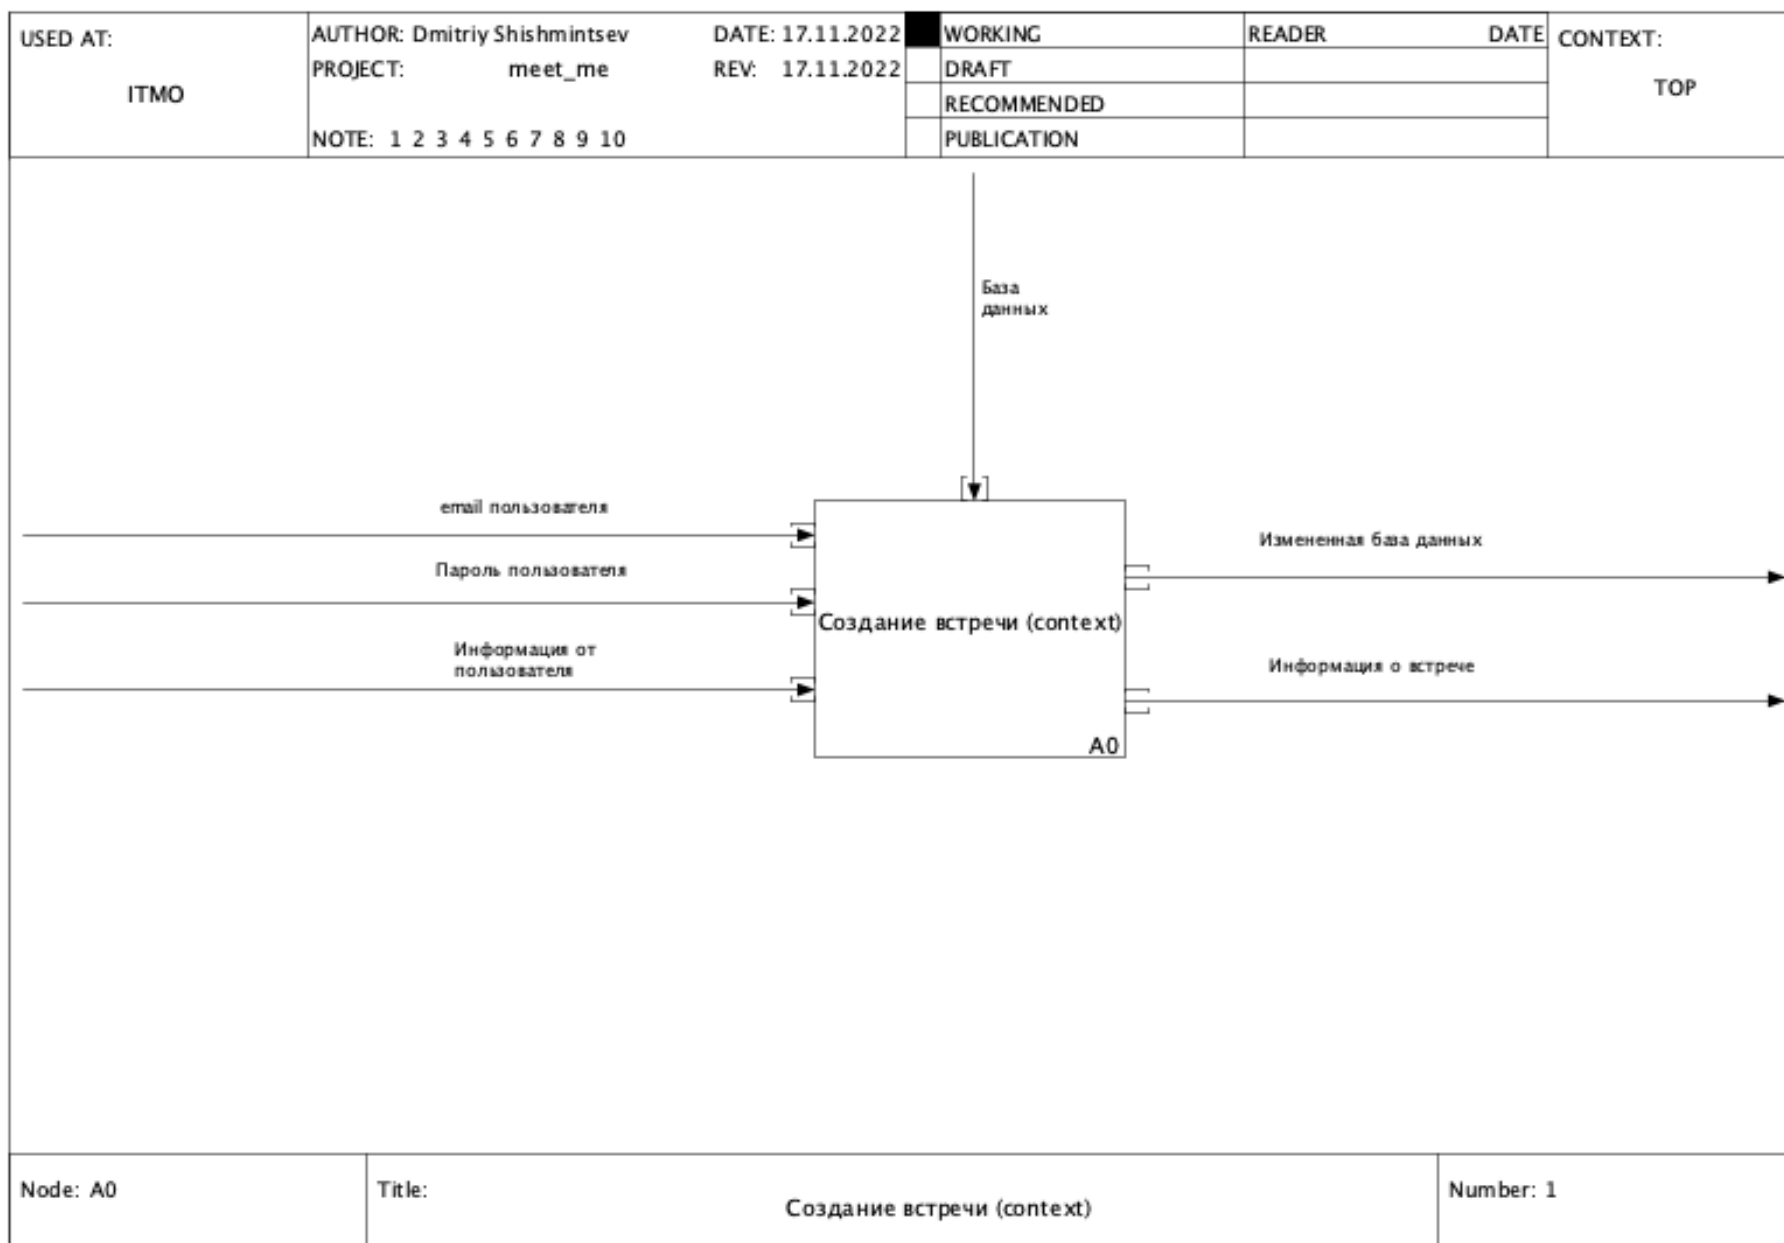 USED AT:
ITMO
AUTHOR: Dmitriy Shishmintsev
DATE: 17.11.2022
PROJECT: meet_me
REV: 17.11.2022
NOTE: 1 2 3 4 5 6 7 8 9 10
WORKING
DRAFT
RECOMMENDED
PUBLICATION
READER
DATE
CONTEXT:
TOP
База
данных
email пользователя
Пароль пользователя
Информация от
пользователя
Создание встречи (context)
A0
Измененная база данных
Информация о встрече
Node: A0
Title:
Создание встречи (context)
Number: 1